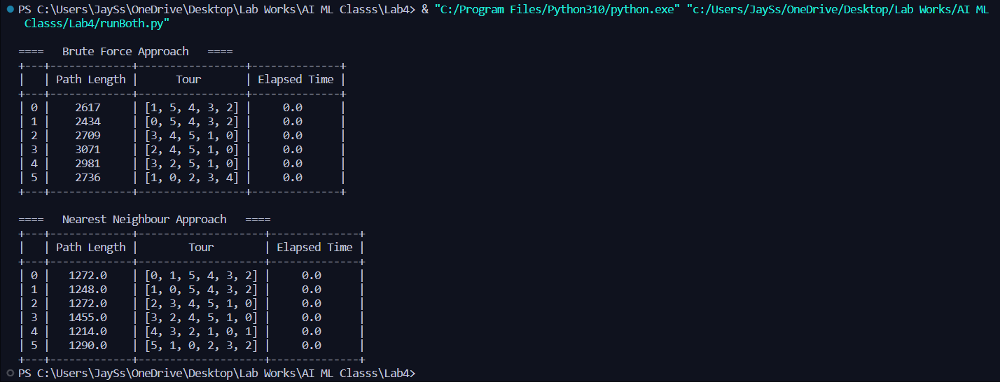 PS C:\Users\JaySs\OneDrive\Desktop\Lab Works\AI ML Classs\Lab4> & "C:/Program Files/Python310/python.exe" "c:/Users/JaySs/OneDrive/Desktop/Lab Works/AI ML
Classs/Lab4/runBoth.py"
====   Brute Force Approach   ====
+---+-------------+-----------------+--------------+
|   | Path Length |      Tour       | Elapsed Time |
+---+-------------+-----------------+--------------+
| 0 |    2617     | [1, 5, 4, 3, 2] |     0.0      |
| 1 |    2434     | [0, 5, 4, 3, 2] |     0.0      |
| 2 |    2709     | [3, 4, 5, 1, 0] |     0.0      |
| 3 |    3071     | [2, 4, 5, 1, 0] |     0.0      |
| 4 |    2981     | [3, 2, 5, 1, 0] |     0.0      |
| 5 |    2736     | [1, 0, 2, 3, 4] |     0.0      |
+---+-------------+-----------------+--------------+
====   Nearest Neighbour Approach   ====
+---+-------------+--------------------+--------------+
|   | Path Length |        Tour        | Elapsed Time |
+---+-------------+--------------------+--------------+
| 0 |   1272.0    | [0, 1, 5, 4, 3, 2] |     0.0      |
| 1 |   1248.0    | [1, 0, 5, 4, 3, 2] |     0.0      |
| 2 |   1272.0    | [2, 3, 4, 5, 1, 0] |     0.0      |
| 3 |   1455.0    | [3, 2, 4, 5, 1, 0] |     0.0      |
| 4 |   1214.0    | [4, 3, 2, 1, 0, 1] |     0.0      |
| 5 |   1290.0    | [5, 1, 0, 2, 3, 2] |     0.0      |
+---+-------------+--------------------+--------------+
PS C:\Users\JaySs\OneDrive\Desktop\Lab Works\AI ML Classs\Lab4>